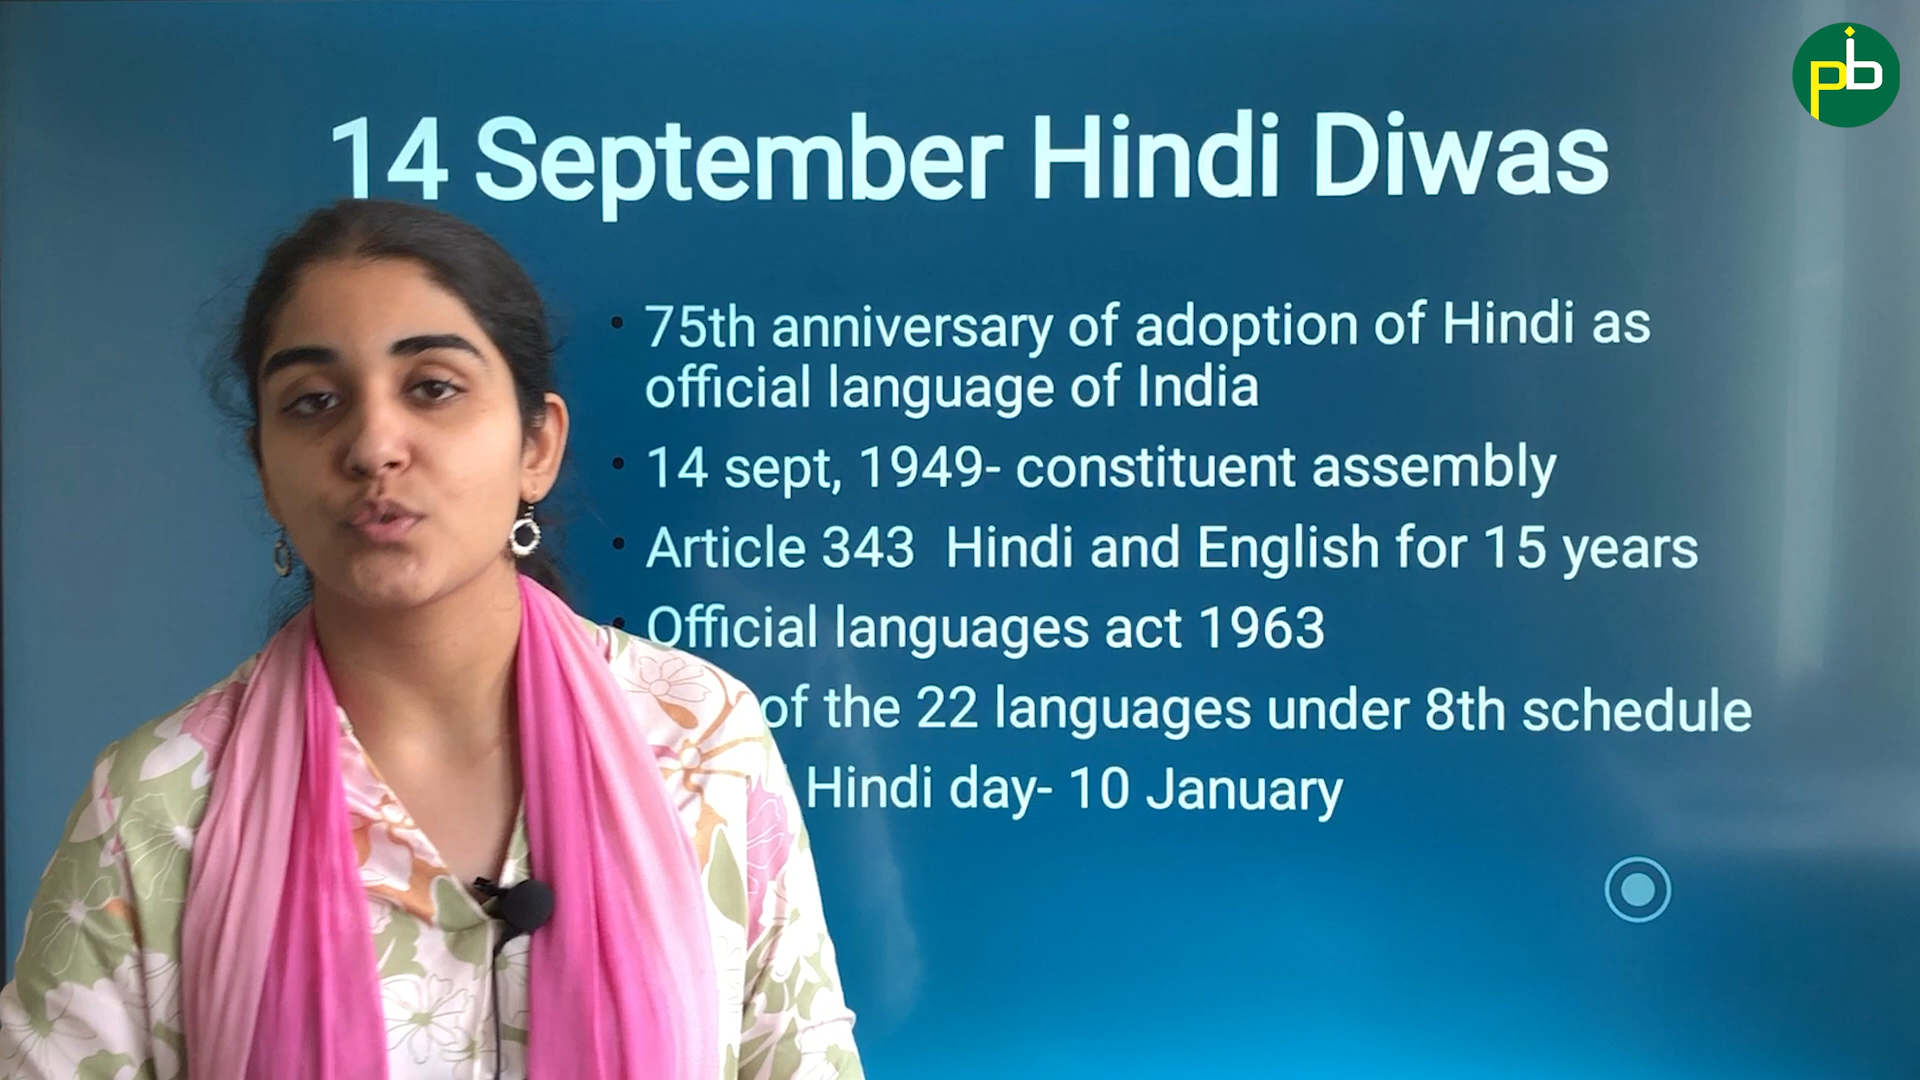 pib
14 September Hindi Diwas
• 75th anniversary of adoption of Hindi as
official language of India
• 14 sept, 1949- constituent assembly
• Article 343 Hindi and English for 15 years
• Official languages act 1963
of the 22 languages under 8th schedule
Hindi day- 10 January